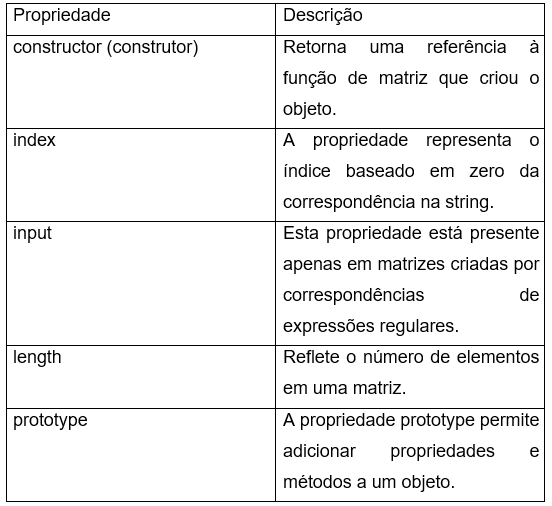 Propriedade Descrição
constructor (construtor) Retorna uma referência à
função de matriz que criou o
objeto.
index A propriedade representa o
índice baseado em zero da
correspondência na string.
input Esta propriedade está presente
apenas em matrizes criadas por
correspondências de
expressões regulares.
length Reflete o número de elementos
em uma matriz.
prototype A propriedade prototype permite
adicionar propriedades e
métodos a um objeto.